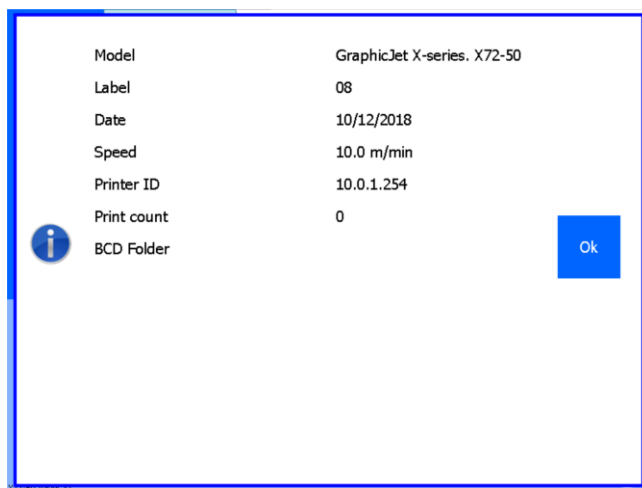 Model GraphicJet X-series. X72-50
Label 08
Date 10/12/2018
Speed 10.0 m/min
Printer ID 10.0.1.254
Print count 0
BCD Folder
Ok